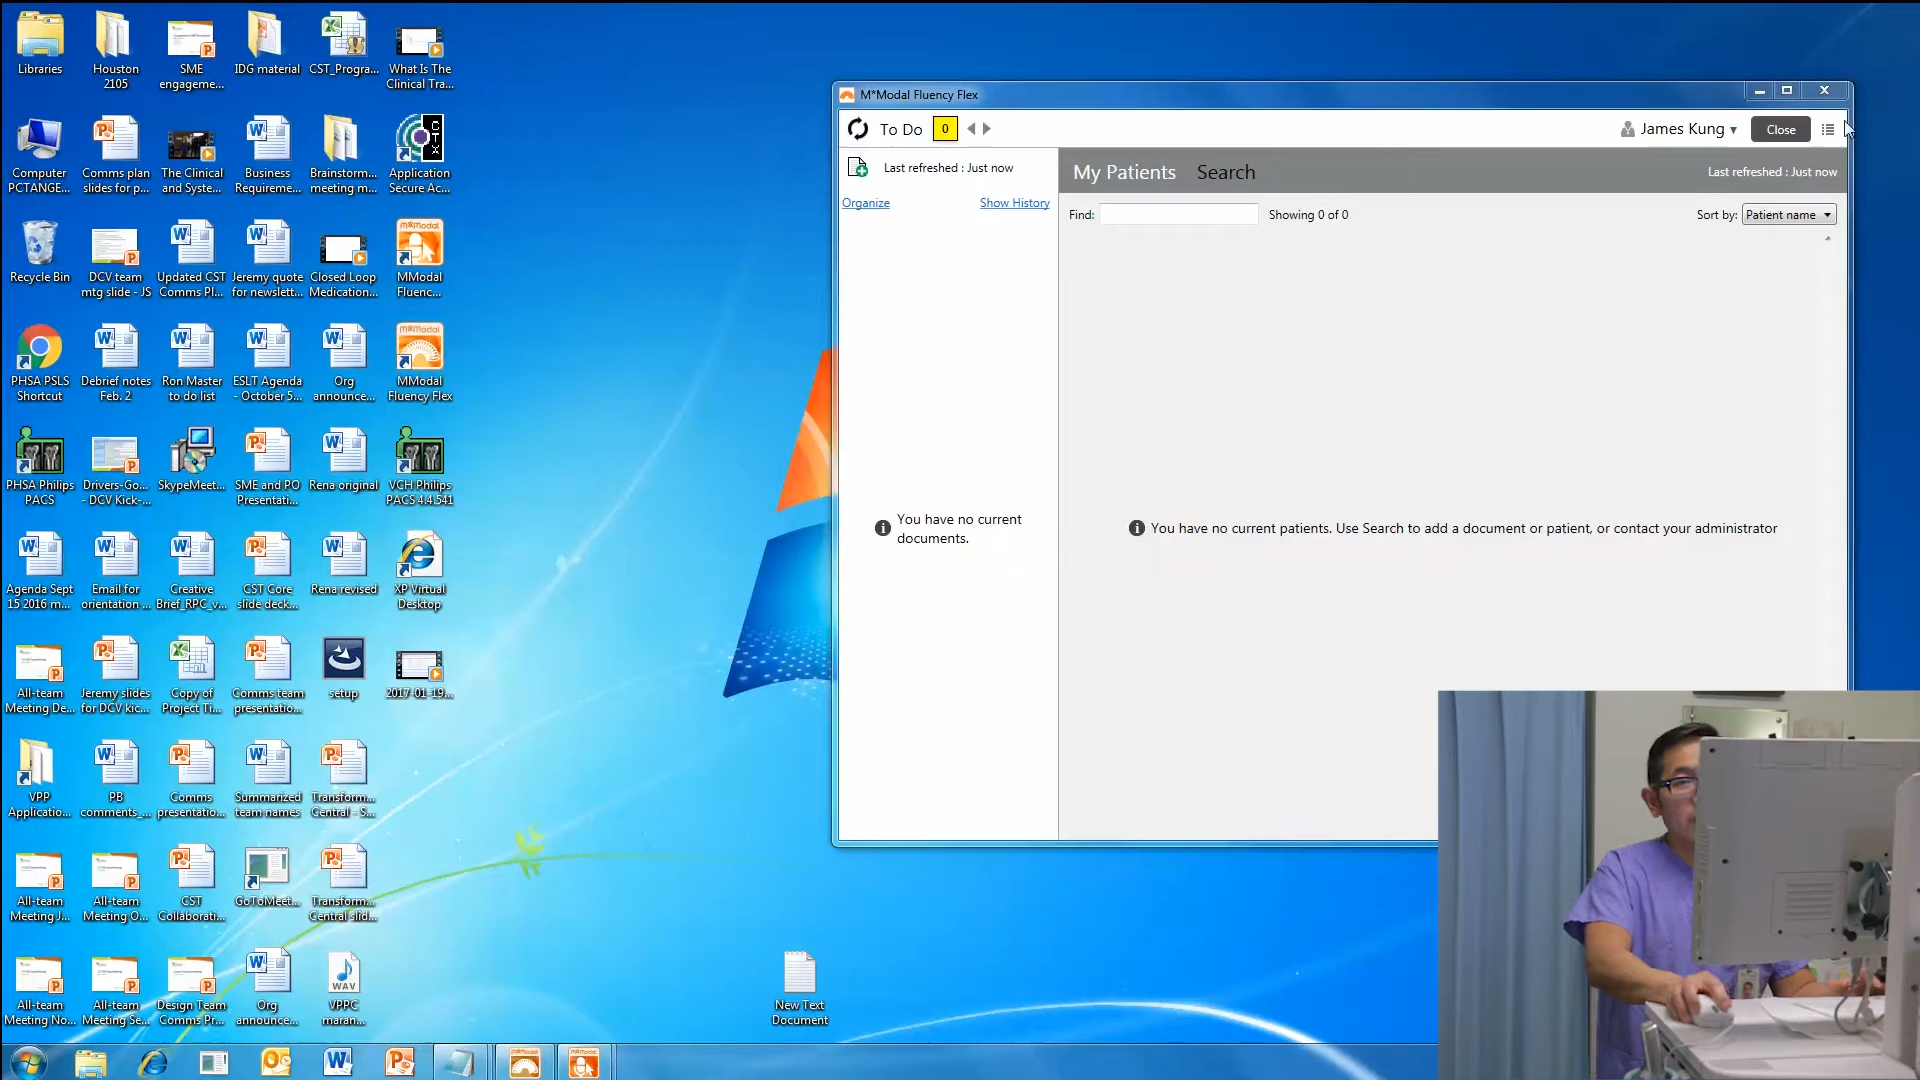 Libraries
Houston
2105
SME
engageme...
IDG material
CST_Progra...
What Is The
Clinical Tra...
Computer
PCTANGE...
Comms plan
slides for p...
The Clinical
and Syste...
Business
Requireme...
Brainstorm...
meeting m...
Application
Secure Ac...
Recycle Bin
DCV team
mtg slide - JS
Updated CST
Comms Pl...
Jeremy quote
for newslett...
Closed Loop
Medication...
MModal
Fluenc...
PHSA PSLS
Shortcut
Debrief notes
Feb. 2
Ron Master
to do list
ESLT Agenda
- October 5...
Org
announce...
MModal
Fluency Flex
PHSA Philips
PACS
Drivers-Go...
- DCV Kick-...
SkypeMeet...
SME and PO
Presentati...
Rena original
VCH Philips
PACS 4.4.541
Agenda Sept
15 2016 m...
Email for
orientation ...
Creative
Brief_RPC_v...
CST Core
slide deck...
Rena revised
XP Virtual
Desktop
All-team
Meeting De...
Jeremy slides
for DCV kic...
Copy of
Project Ti...
Comms team
presentatio...
setup
2017-01-19...
VPP
Applicatio...
PB
comments_...
Comms
presentatio...
Summarized
team names
Transform...
Central - S...
All-team
Meeting J...
All-team
Meeting O...
CST
Collaborati...
GoToMeet...
Transform...
Central slid...
All-team
Meeting No...
All-team
Meeting Se...
Design Team
Comms Pr...
Org
announce...
WAV
VPPC
maran...
New Text
Document
M*Modal Fluency Flex
To Do 0
James Kung
Close
Last refreshed : Just now
Organize
Show History
You have no current
documents.
My Patients
Search
Last refreshed : Just now
Find:
Showing 0 of 0
Sort by:
Patient name
You have no current patients. Use Search to add a document or patient, or contact your administrator